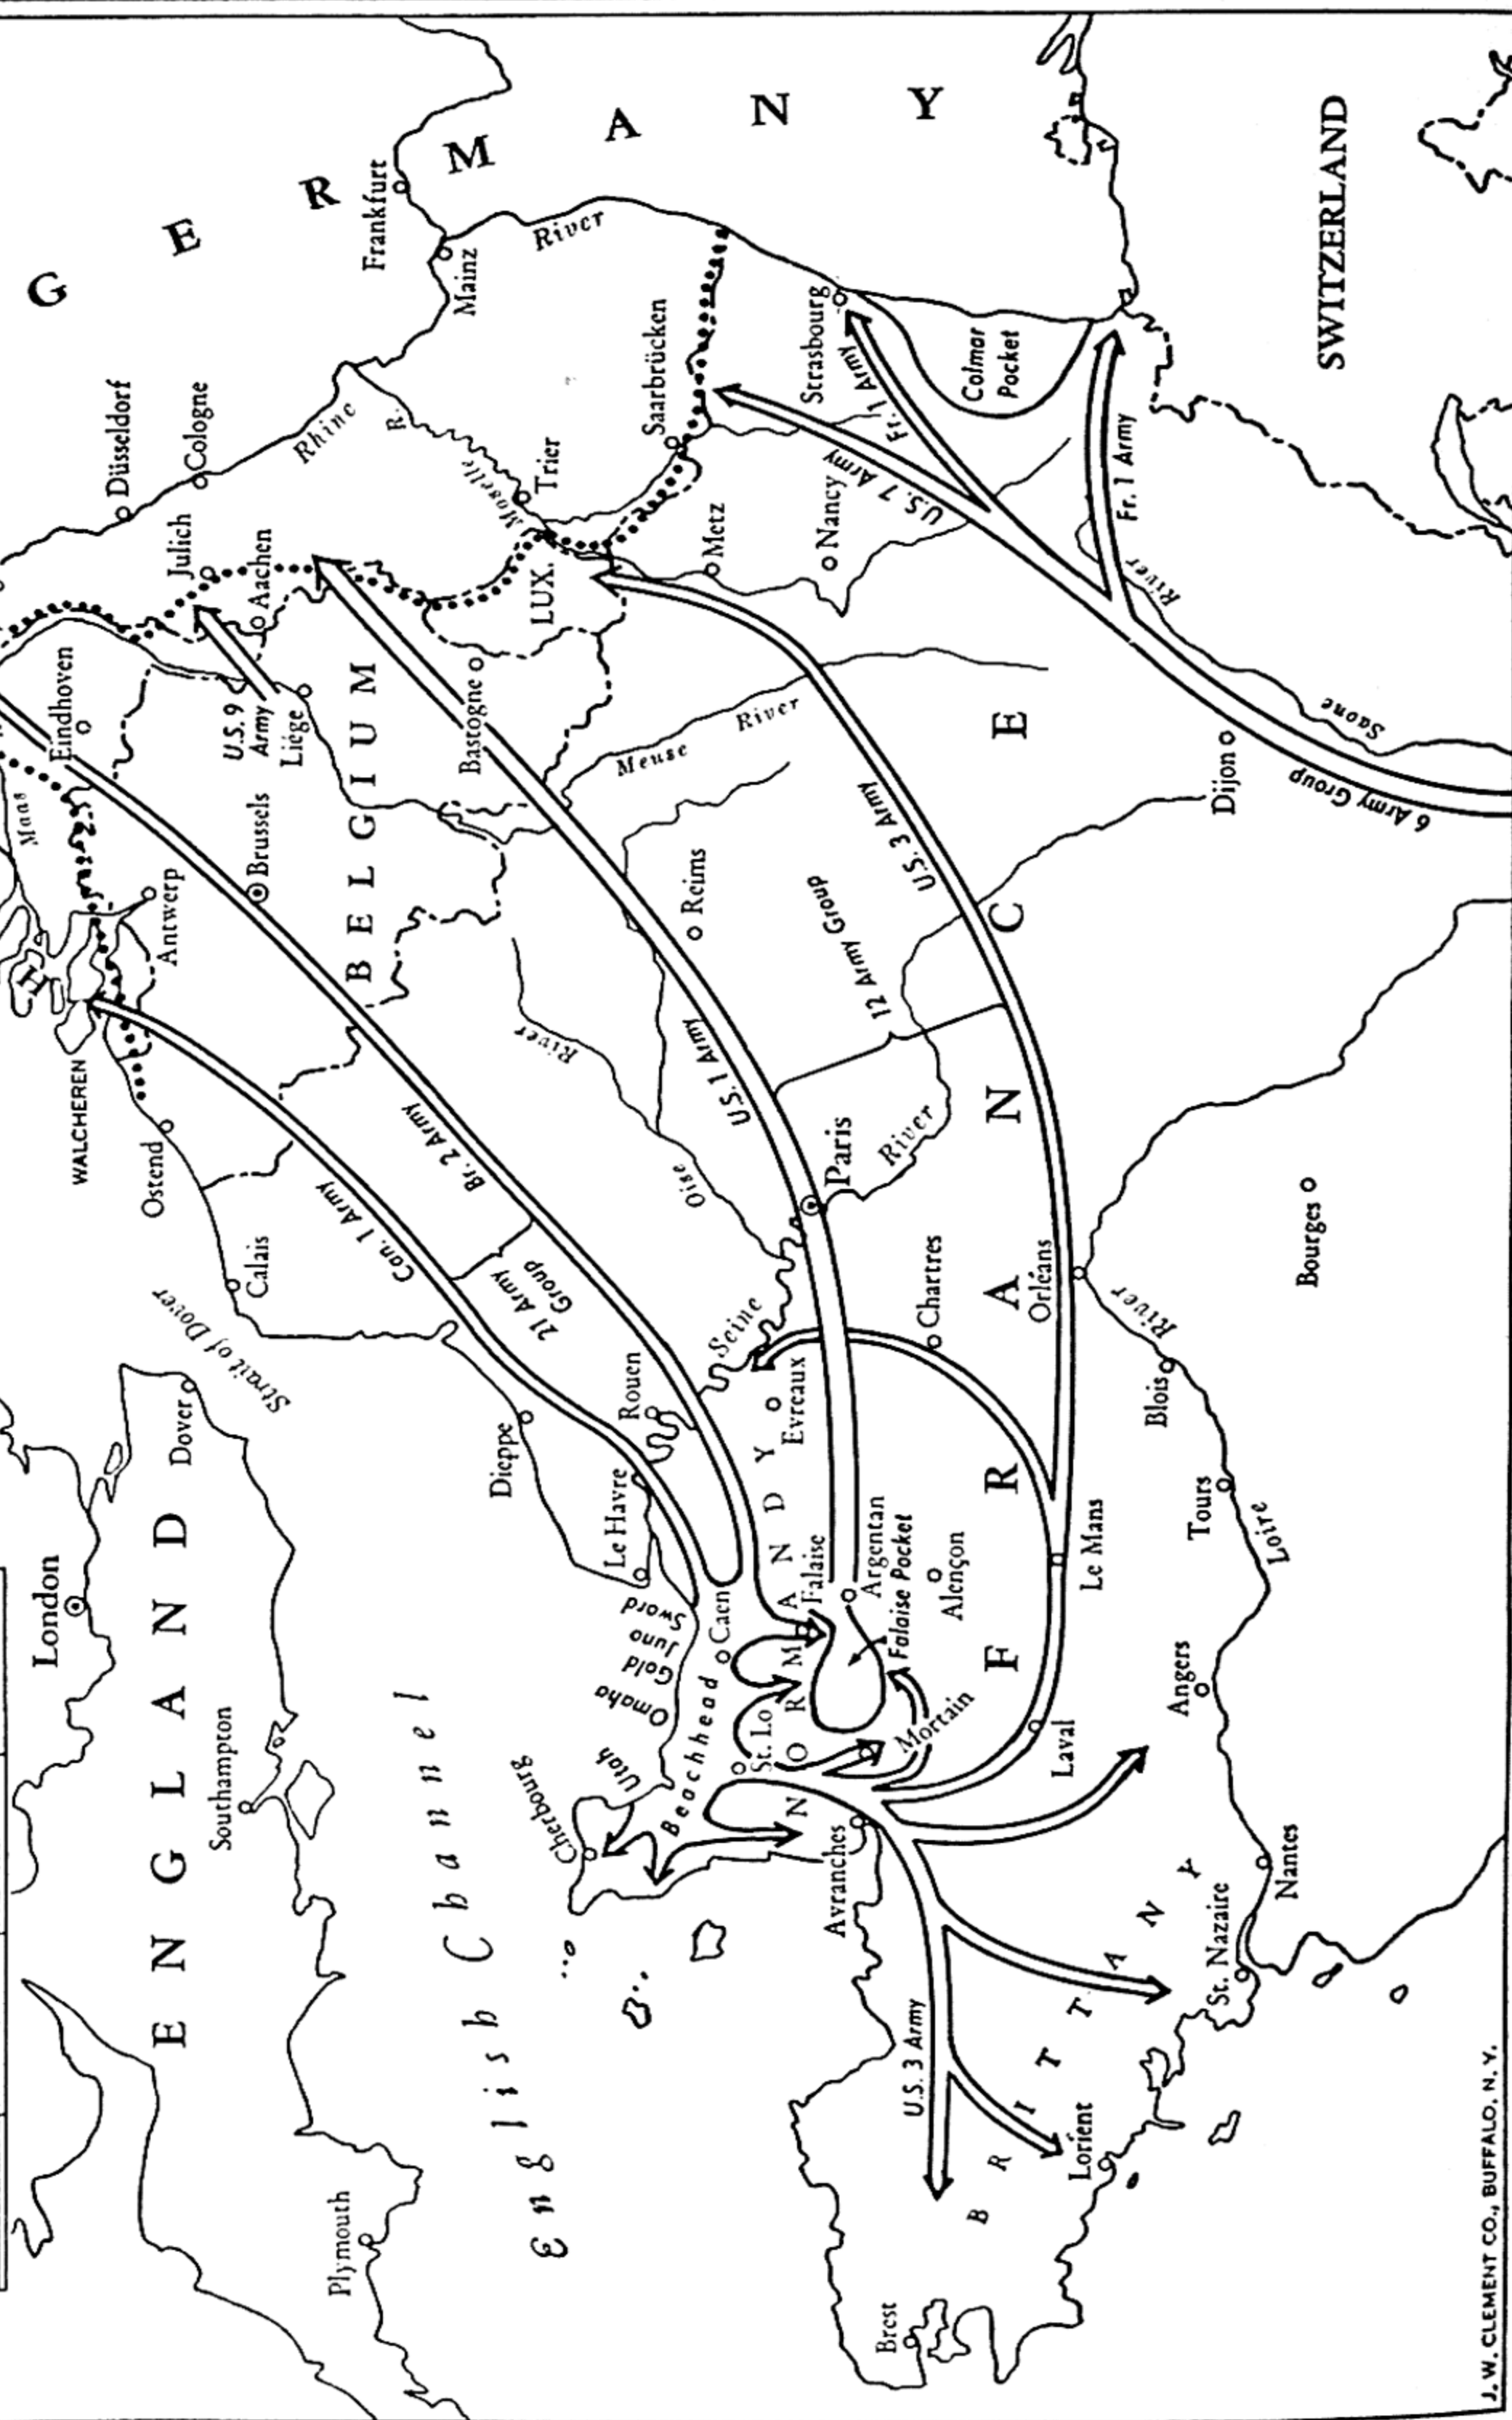 GERMANY
ENGLAND
London
Dover
Southampton
Plymouth
Strait of Dover
English Channel
WALCHEREN
H
Maas
Eindhoven
Antwerp
Ostend
Calais
Brussels
BELGIUM
U.S. 9
Army
Liége
Julich
Aachen
Düsseldorf
Cologne
Rhine
River
Frankfurt
Mainz
Moselle
R.
Trier
LUX.
Bastogne
Saarbrücken
Metz
Nancy
Strasbourg
Colmar
Pocket
Fr. 1 Army
U.S. 7 Army
Fr. 1 Army
River
Saone
6 Army Group
Dijon
SWITZERLAND
Meuse
River
Reims
U.S. 3 Army
12 Army Group
U.S. 1 Army
Br. 2 Army
Can. 1 Army
21 Army
Group
River
Oise
Paris
River
Seine
Rouen
Dieppe
Le Havre
Evreaux
Chartres
Orléans
River
Blois
Bourges
Tours
Loire
FRANCE
Le Mans
NORMANDY
Falaise
Argentan
Falaise Pocket
Alençon
Caen
Sword
Juno
Gold
Omaha
Utah
Beachhead
Cherbourg
St. Lo
Mortain
Avranches
Laval
Angers
Nantes
St. Nazaire
BRITTANY
U.S. 3 Army
Lorient
Brest
J. W. CLEMENT CO., BUFFALO, N. Y.